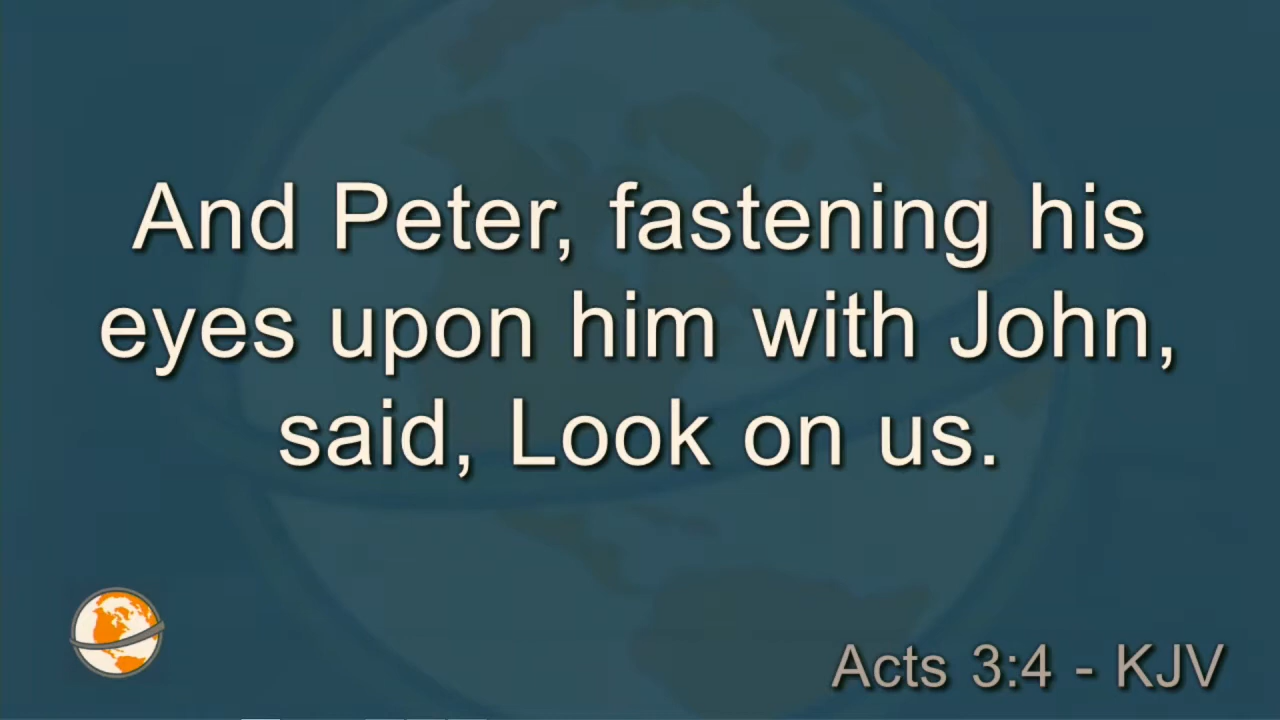 And Peter, fastening his
eyes upon him with John,
said, Look on us.
Acts 3:4 - KJV